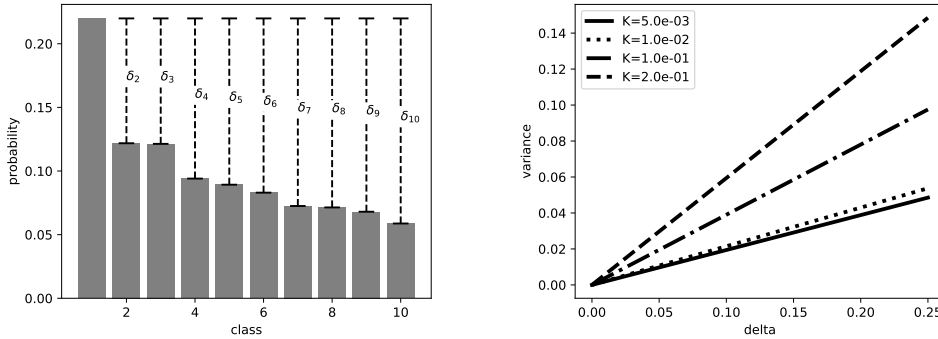 0.20
0.15
0.10
0.05
0.00
probability
δ2
δ3
δ4
δ5
δ6
δ7
δ8
δ9
δ10
2 4 6 8 10
class
K=5.0e-03
K=1.0e-02
K=1.0e-01
K=2.0e-01
0.14
0.12
0.10
0.08
0.06
0.04
0.02
0.00
variance
0.00 0.05 0.10 0.15 0.20 0.25
delta